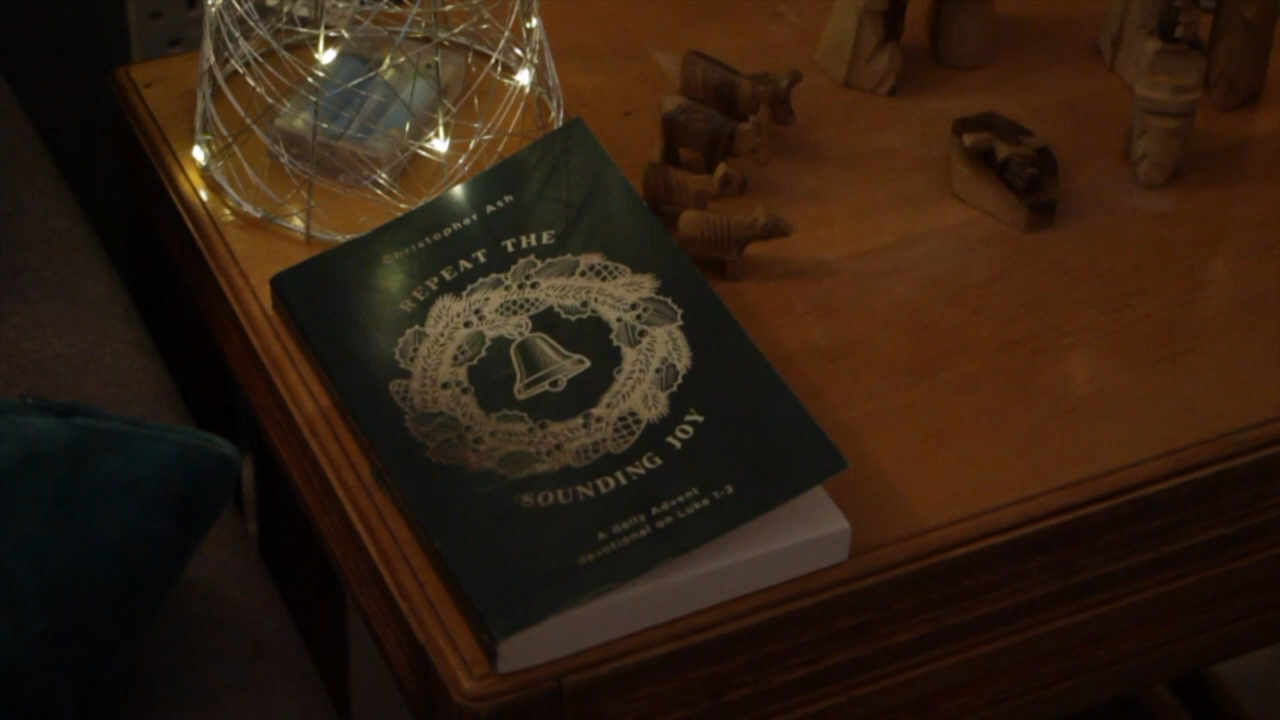 Christopher Ash
REPEAT THE
SOUNDING JOY
A daily Advent
devotional on Luke 1-2